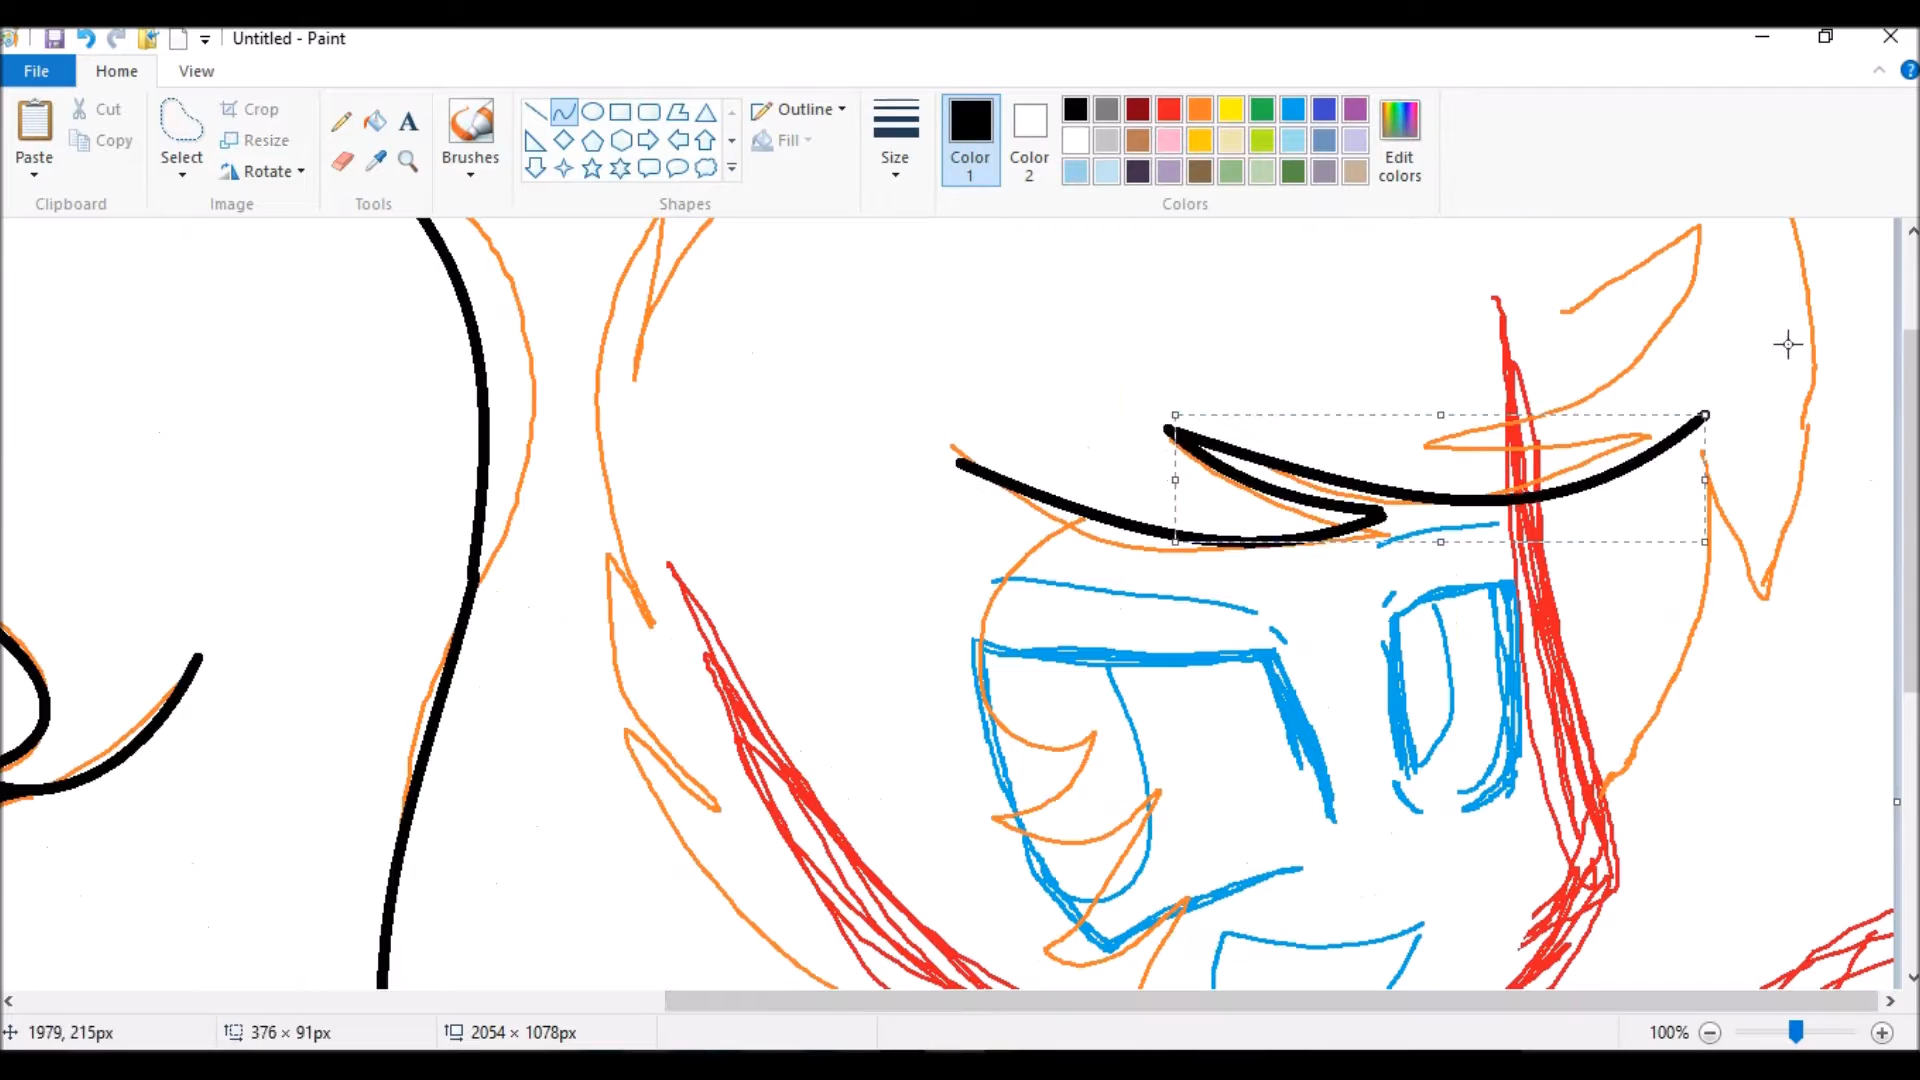 Untitled - Paint
File
Home
View
Paste
Cut
Copy
Clipboard
Select
Crop
Resize
Rotate
Image
A
Tools
Brushes
Shapes
Outline
Fill
Size
Color
1
Color
2
Edit
colors
Colors
?
1979, 215px
376 × 91px
2054 × 1078px
100%